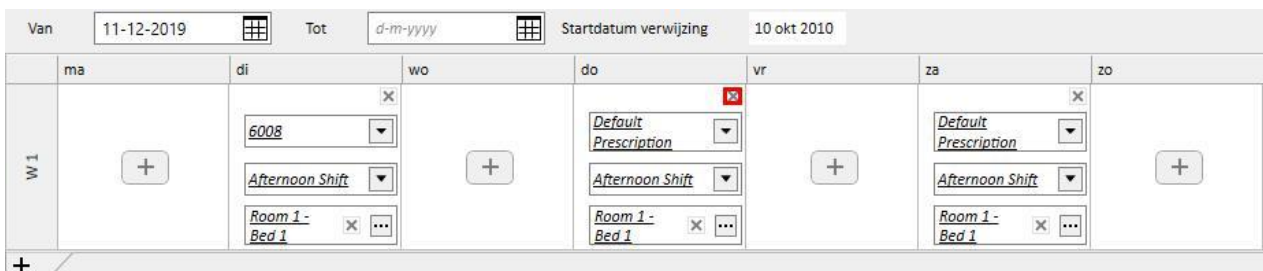 Van 11-12-2019 Tot d-m-yyyy Startdatum verwijzing 10 okt 2010
ma di wo do vr za zo
W 1
6008
Afternoon Shift
Room 1 -
Bed 1
Default
Prescription
Afternoon Shift
Room 1 -
Bed 1
Default
Prescription
Afternoon Shift
Room 1 -
Bed 1